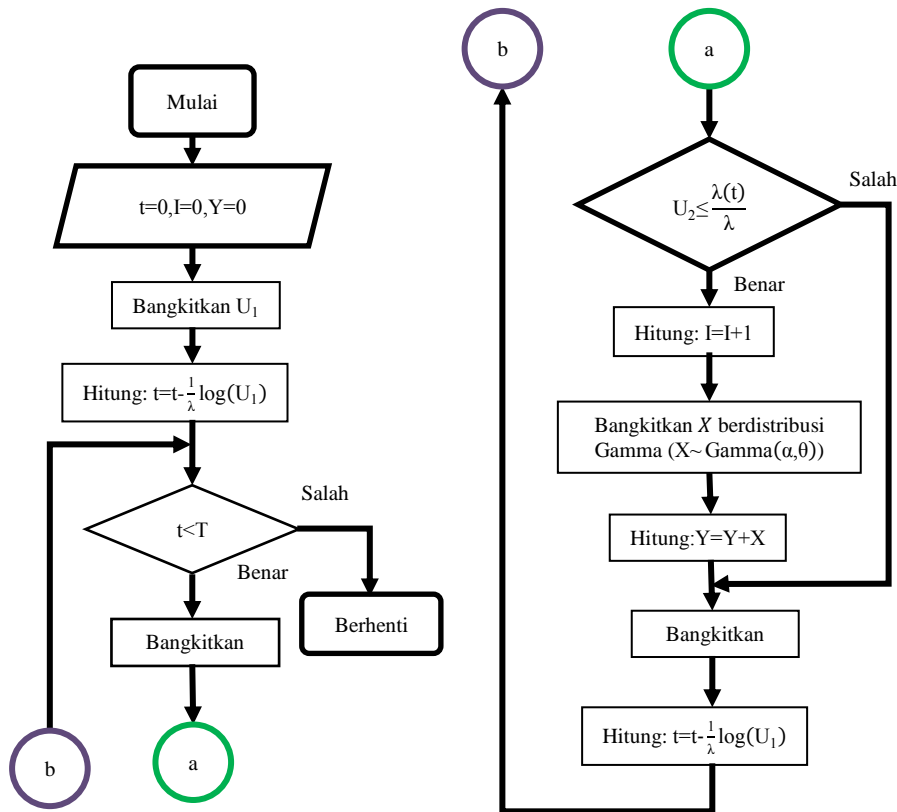 Mulai
t=0,I=0,Y=0
Bangkitkan U₁
Hitung: t=t-1/λ log(U₁)
t<T
Salah
Benar
Berhenti
Bangkitkan
b
a
b
a
U₂≤λ(t)/λ
Salah
Benar
Hitung: I=I+1
Bangkitkan X berdistribusi
Gamma (X~ Gamma(α,θ))
Hitung:Y=Y+X
Bangkitkan
Hitung: t=t-1/λ log(U₁)